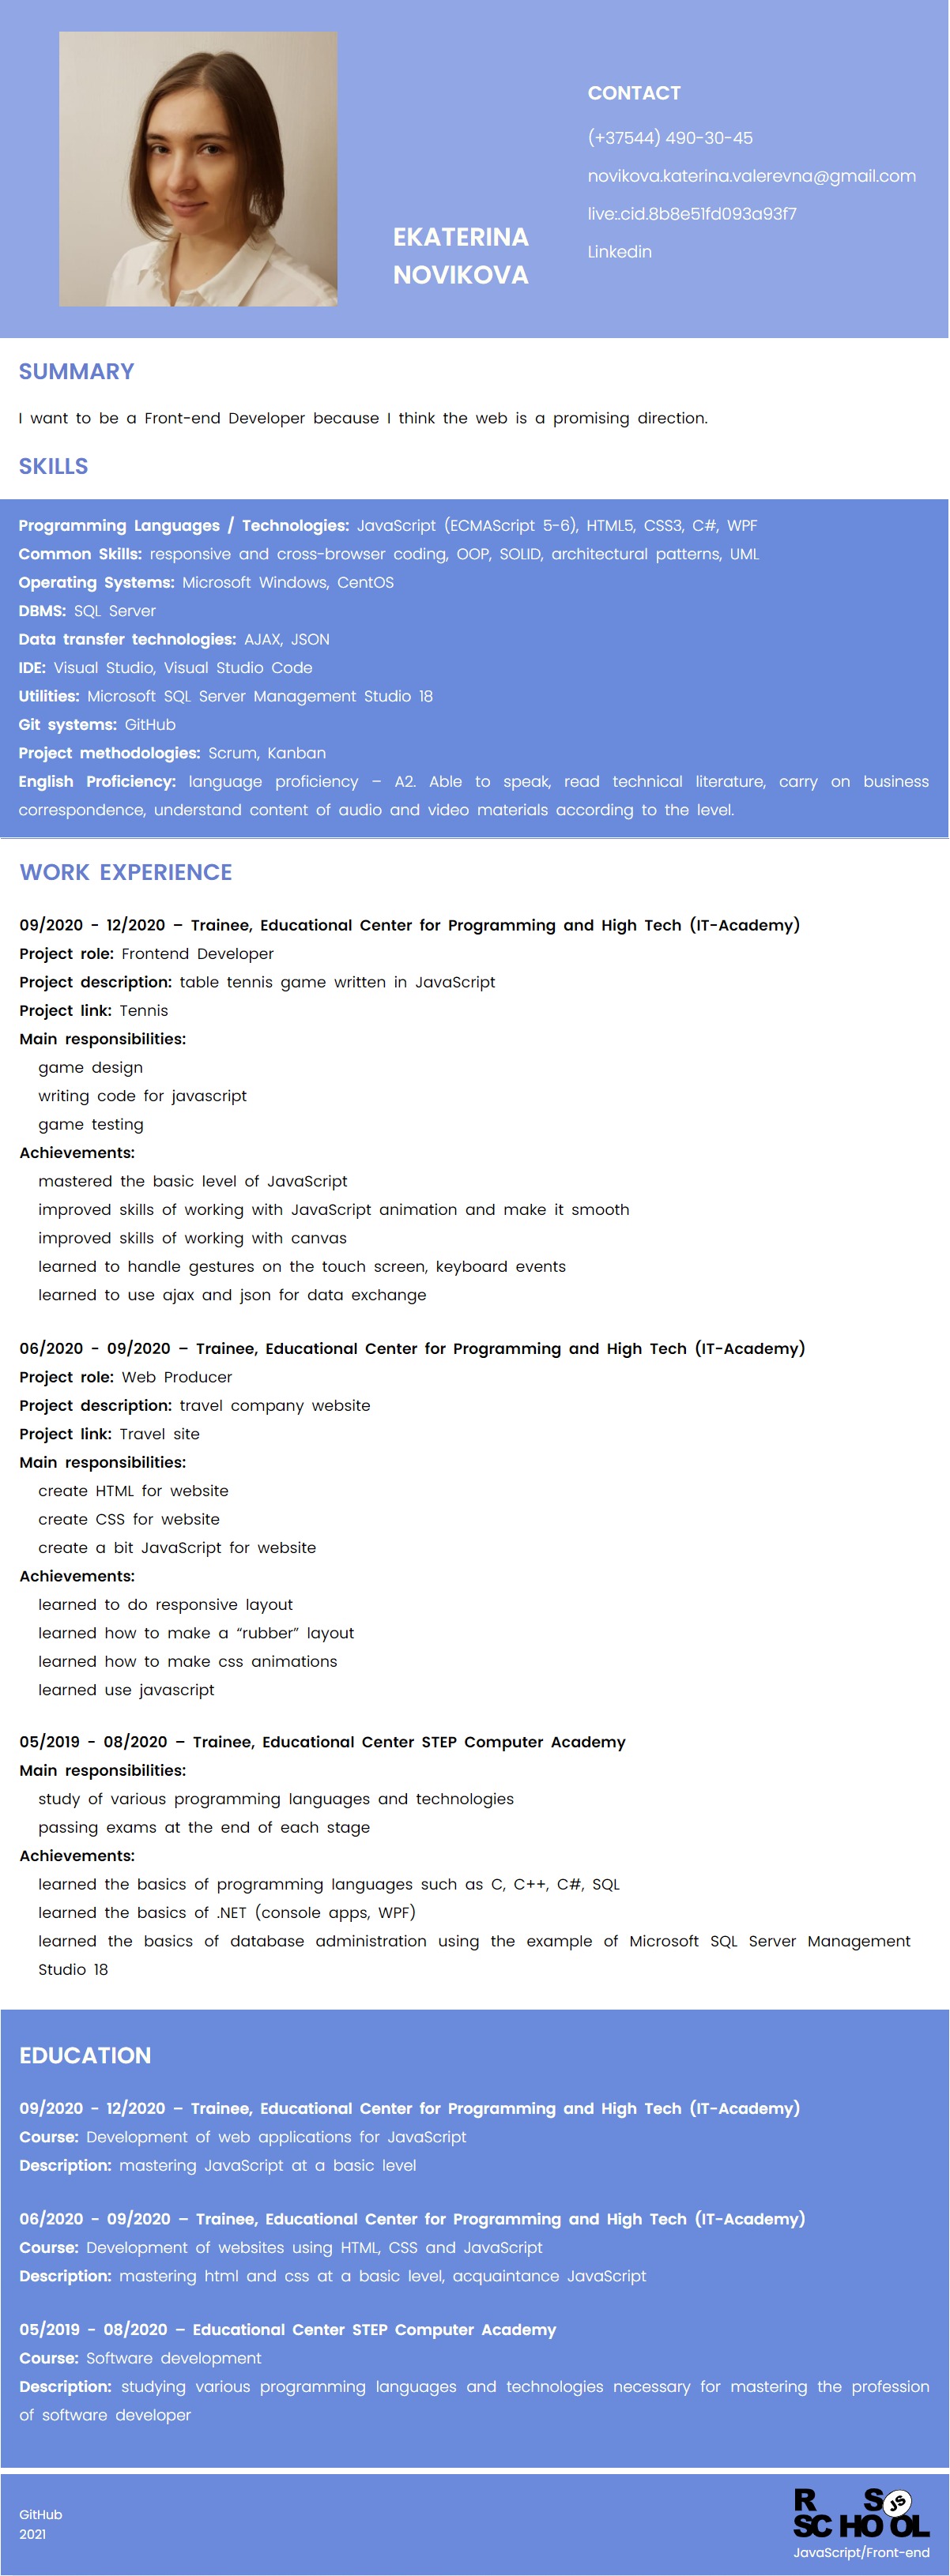 EKATERINA
NOVIKOVA
CONTACT
(+37544) 490-30-45
novikova.katerina.valerevna@gmail.com
live:.cid.8b8e51fd093a93f7
Linkedin
SUMMARY
I want to be a Front-end Developer because I think the web is a promising direction.
SKILLS
Programming Languages / Technologies: JavaScript (ECMAScript 5-6), HTML5, CSS3, C#, WPF
Common Skills: responsive and cross-browser coding, OOP, SOLID, architectural patterns, UML
Operating Systems: Microsoft Windows, CentOS
DBMS: SQL Server
Data transfer technologies: AJAX, JSON
IDE: Visual Studio, Visual Studio Code
Utilities: Microsoft SQL Server Management Studio 18
Git systems: GitHub
Project methodologies: Scrum, Kanban
English Proficiency: language proficiency – A2. Able to speak, read technical literature, carry on business
correspondence, understand content of audio and video materials according to the level.
WORK EXPERIENCE
09/2020 - 12/2020 – Trainee, Educational Center for Programming and High Tech (IT-Academy)
Project role: Frontend Developer
Project description: table tennis game written in JavaScript
Project link: Tennis
Main responsibilities:
game design
writing code for javascript
game testing
Achievements:
mastered the basic level of JavaScript
improved skills of working with JavaScript animation and make it smooth
improved skills of working with canvas
learned to handle gestures on the touch screen, keyboard events
learned to use ajax and json for data exchange
06/2020 - 09/2020 – Trainee, Educational Center for Programming and High Tech (IT-Academy)
Project role: Web Producer
Project description: travel company website
Project link: Travel site
Main responsibilities:
create HTML for website
create CSS for website
create a bit JavaScript for website
Achievements:
learned to do responsive layout
learned how to make a “rubber” layout
learned how to make css animations
learned use javascript
05/2019 - 08/2020 – Trainee, Educational Center STEP Computer Academy
Main responsibilities:
study of various programming languages and technologies
passing exams at the end of each stage
Achievements:
learned the basics of programming languages such as C, C++, C#, SQL
learned the basics of .NET (console apps, WPF)
learned the basics of database administration using the example of Microsoft SQL Server Management
Studio 18
EDUCATION
09/2020 - 12/2020 – Trainee, Educational Center for Programming and High Tech (IT-Academy)
Course: Development of web applications for JavaScript
Description: mastering JavaScript at a basic level
06/2020 - 09/2020 – Trainee, Educational Center for Programming and High Tech (IT-Academy)
Course: Development of websites using HTML, CSS and JavaScript
Description: mastering html and css at a basic level, acquaintance JavaScript
05/2019 - 08/2020 – Educational Center STEP Computer Academy
Course: Software development
Description: studying various programming languages and technologies necessary for mastering the profession
of software developer
GitHub
2021
R S JS
SCHOOL
JavaScript/Front-end